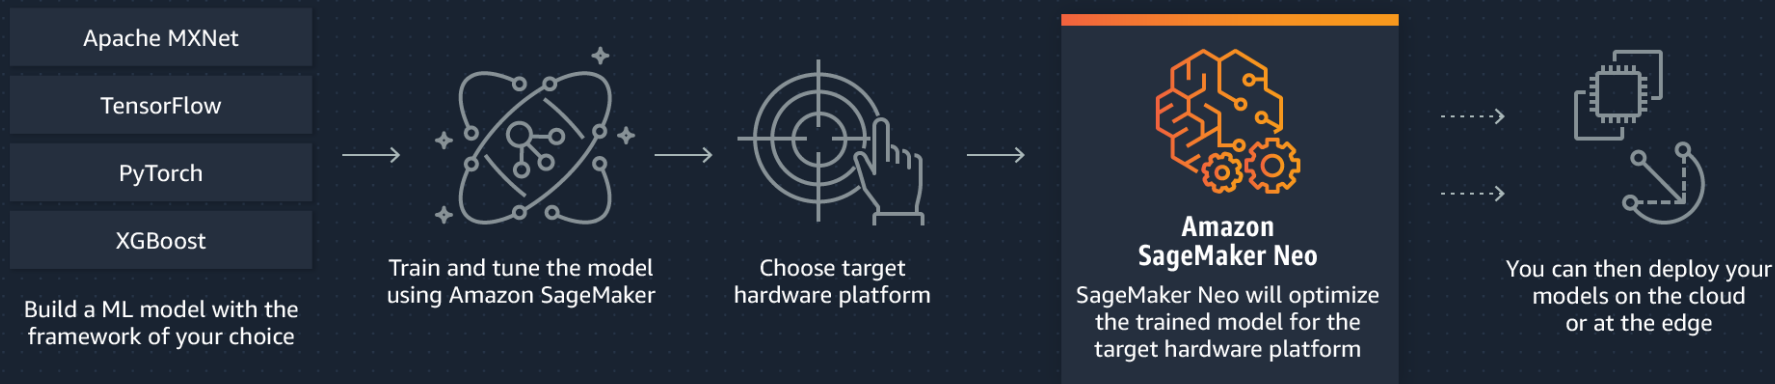 Apache MXNet
TensorFlow
PyTorch
XGBoost
Build a ML model with the
framework of your choice
Train and tune the model
using Amazon SageMaker
Choose target
hardware platform
Amazon
SageMaker Neo
SageMaker Neo will optimize
the trained model for the
target hardware platform
You can then deploy your
models on the cloud
or at the edge